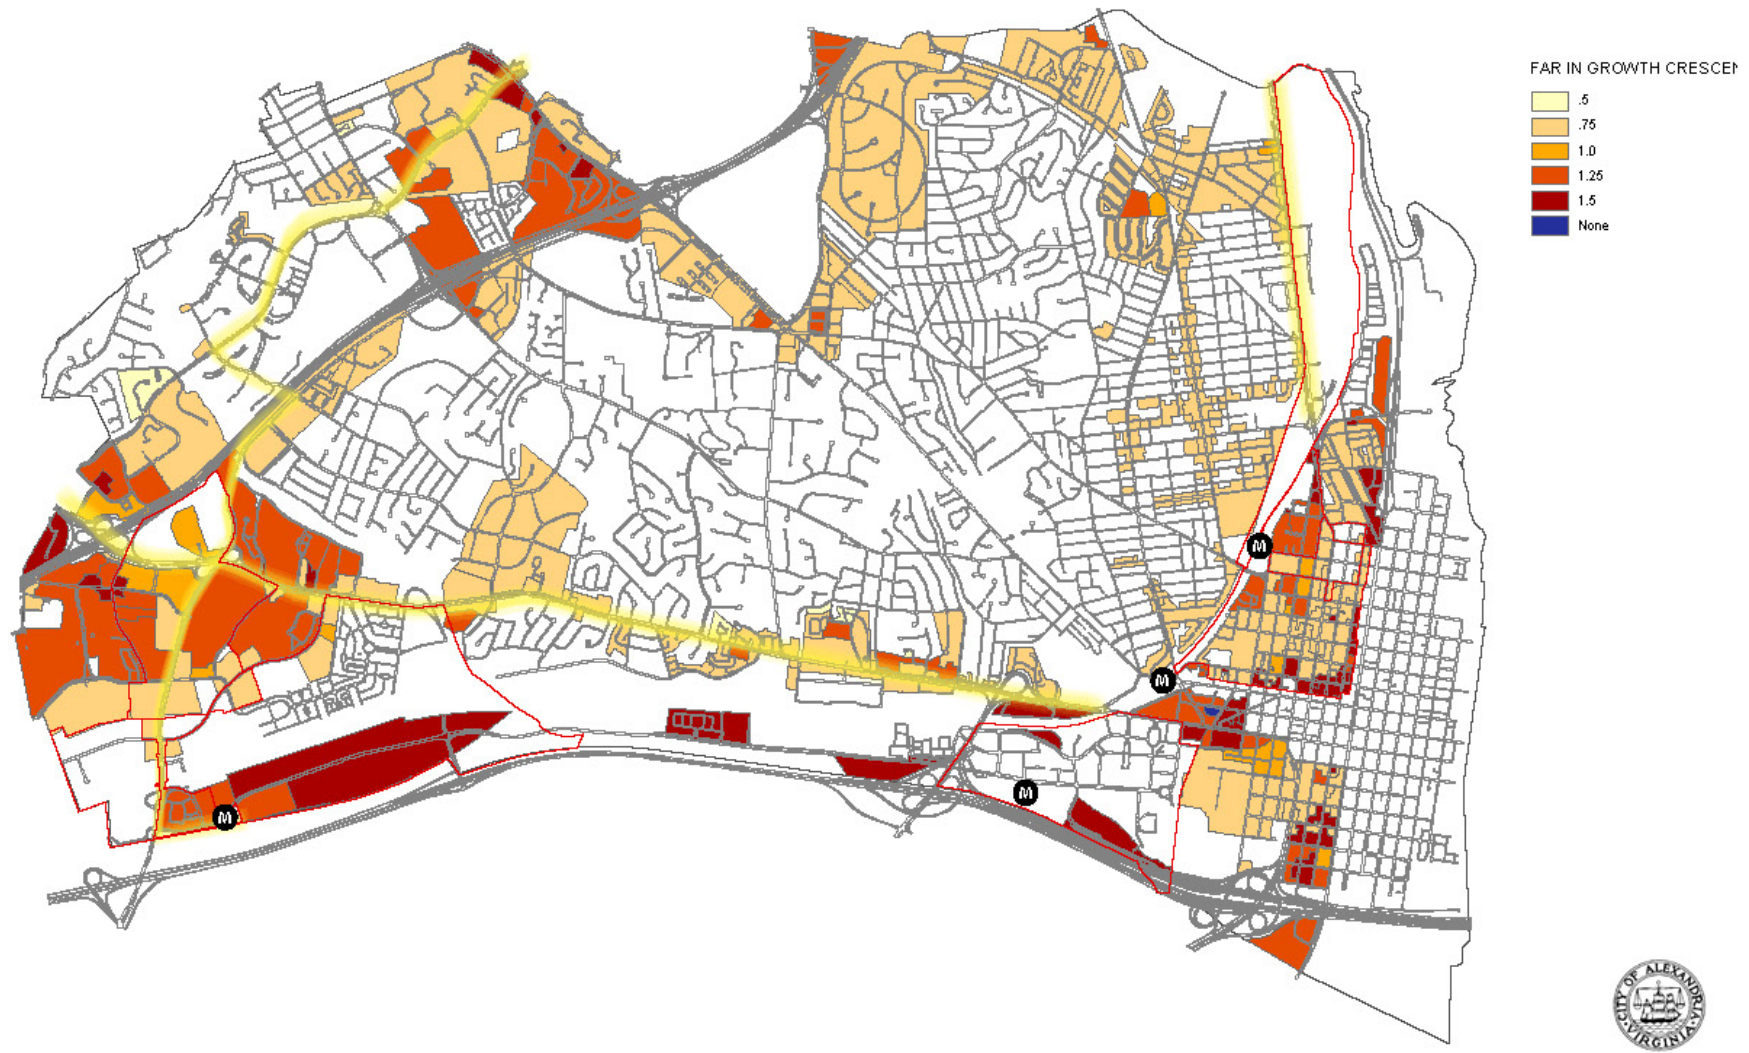 FAR IN GROWTH CRESCEN
.5
.75
1.0
1.25
1.5
None
M
M
M
M
CITY OF ALEXANDRIA
VIRGINIA